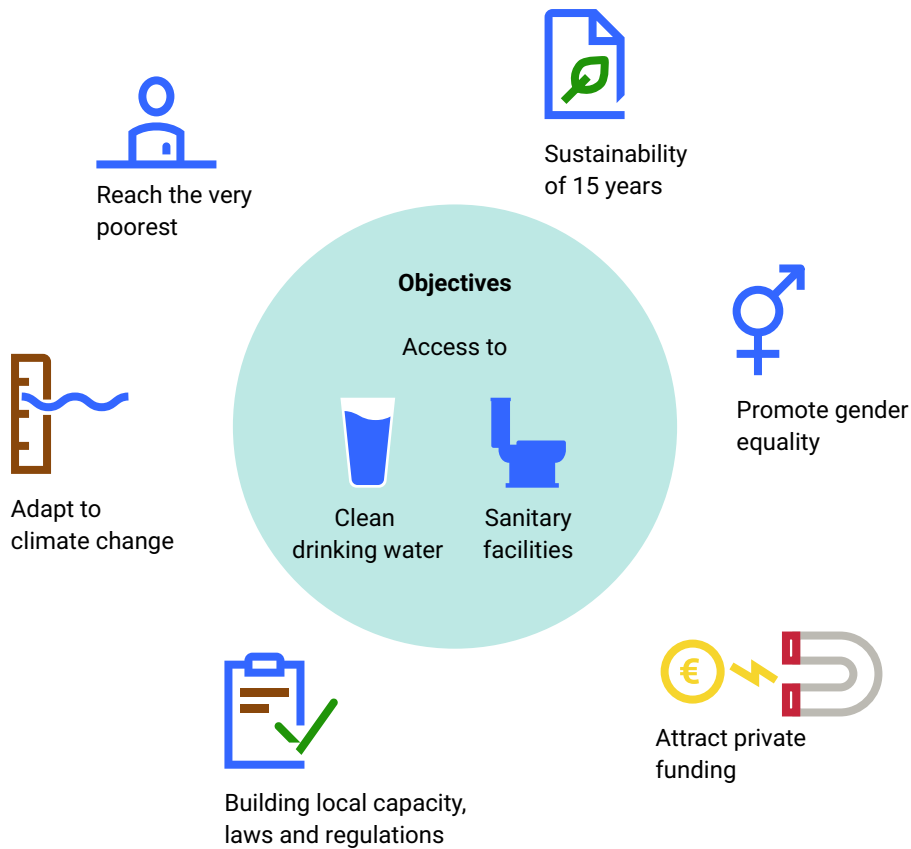 Sustainability
of 15 years
Reach the very
poorest
Objectives
Access to
Promote gender
equality
Adapt to
climate change
Clean
drinking water
Sanitary
facilities
€
Attract private
funding
Building local capacity,
laws and regulations